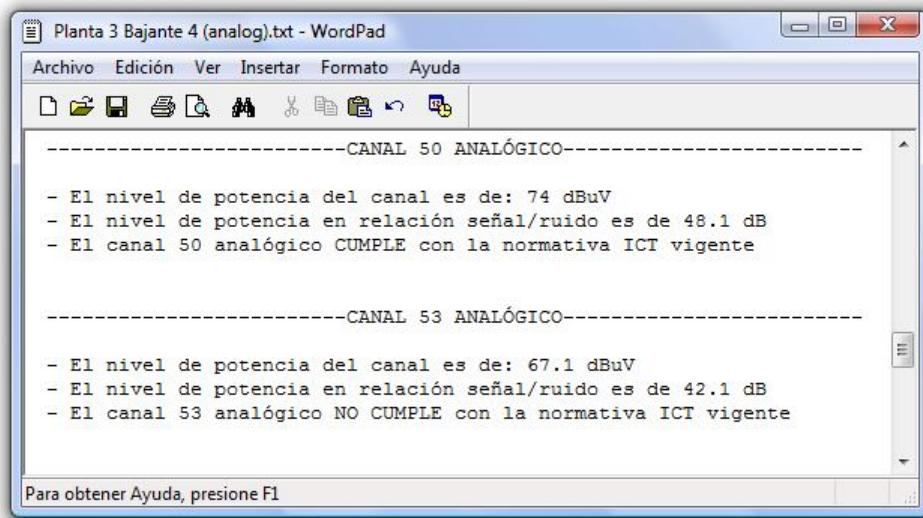 Planta 3 Bajante 4 (analog).txt - WordPad
Archivo Edición Ver Insertar Formato Ayuda
-------------------------CANAL 50 ANALÓGICO-------------------------
- El nivel de potencia del canal es de: 74 dBuV
- El nivel de potencia en relación señal/ruido es de 48.1 dB
- El canal 50 analógico CUMPLE con la normativa ICT vigente
-------------------------CANAL 53 ANALÓGICO-------------------------
- El nivel de potencia del canal es de: 67.1 dBuV
- El nivel de potencia en relación señal/ruido es de 42.1 dB
- El canal 53 analógico NO CUMPLE con la normativa ICT vigente
Para obtener Ayuda, presione F1